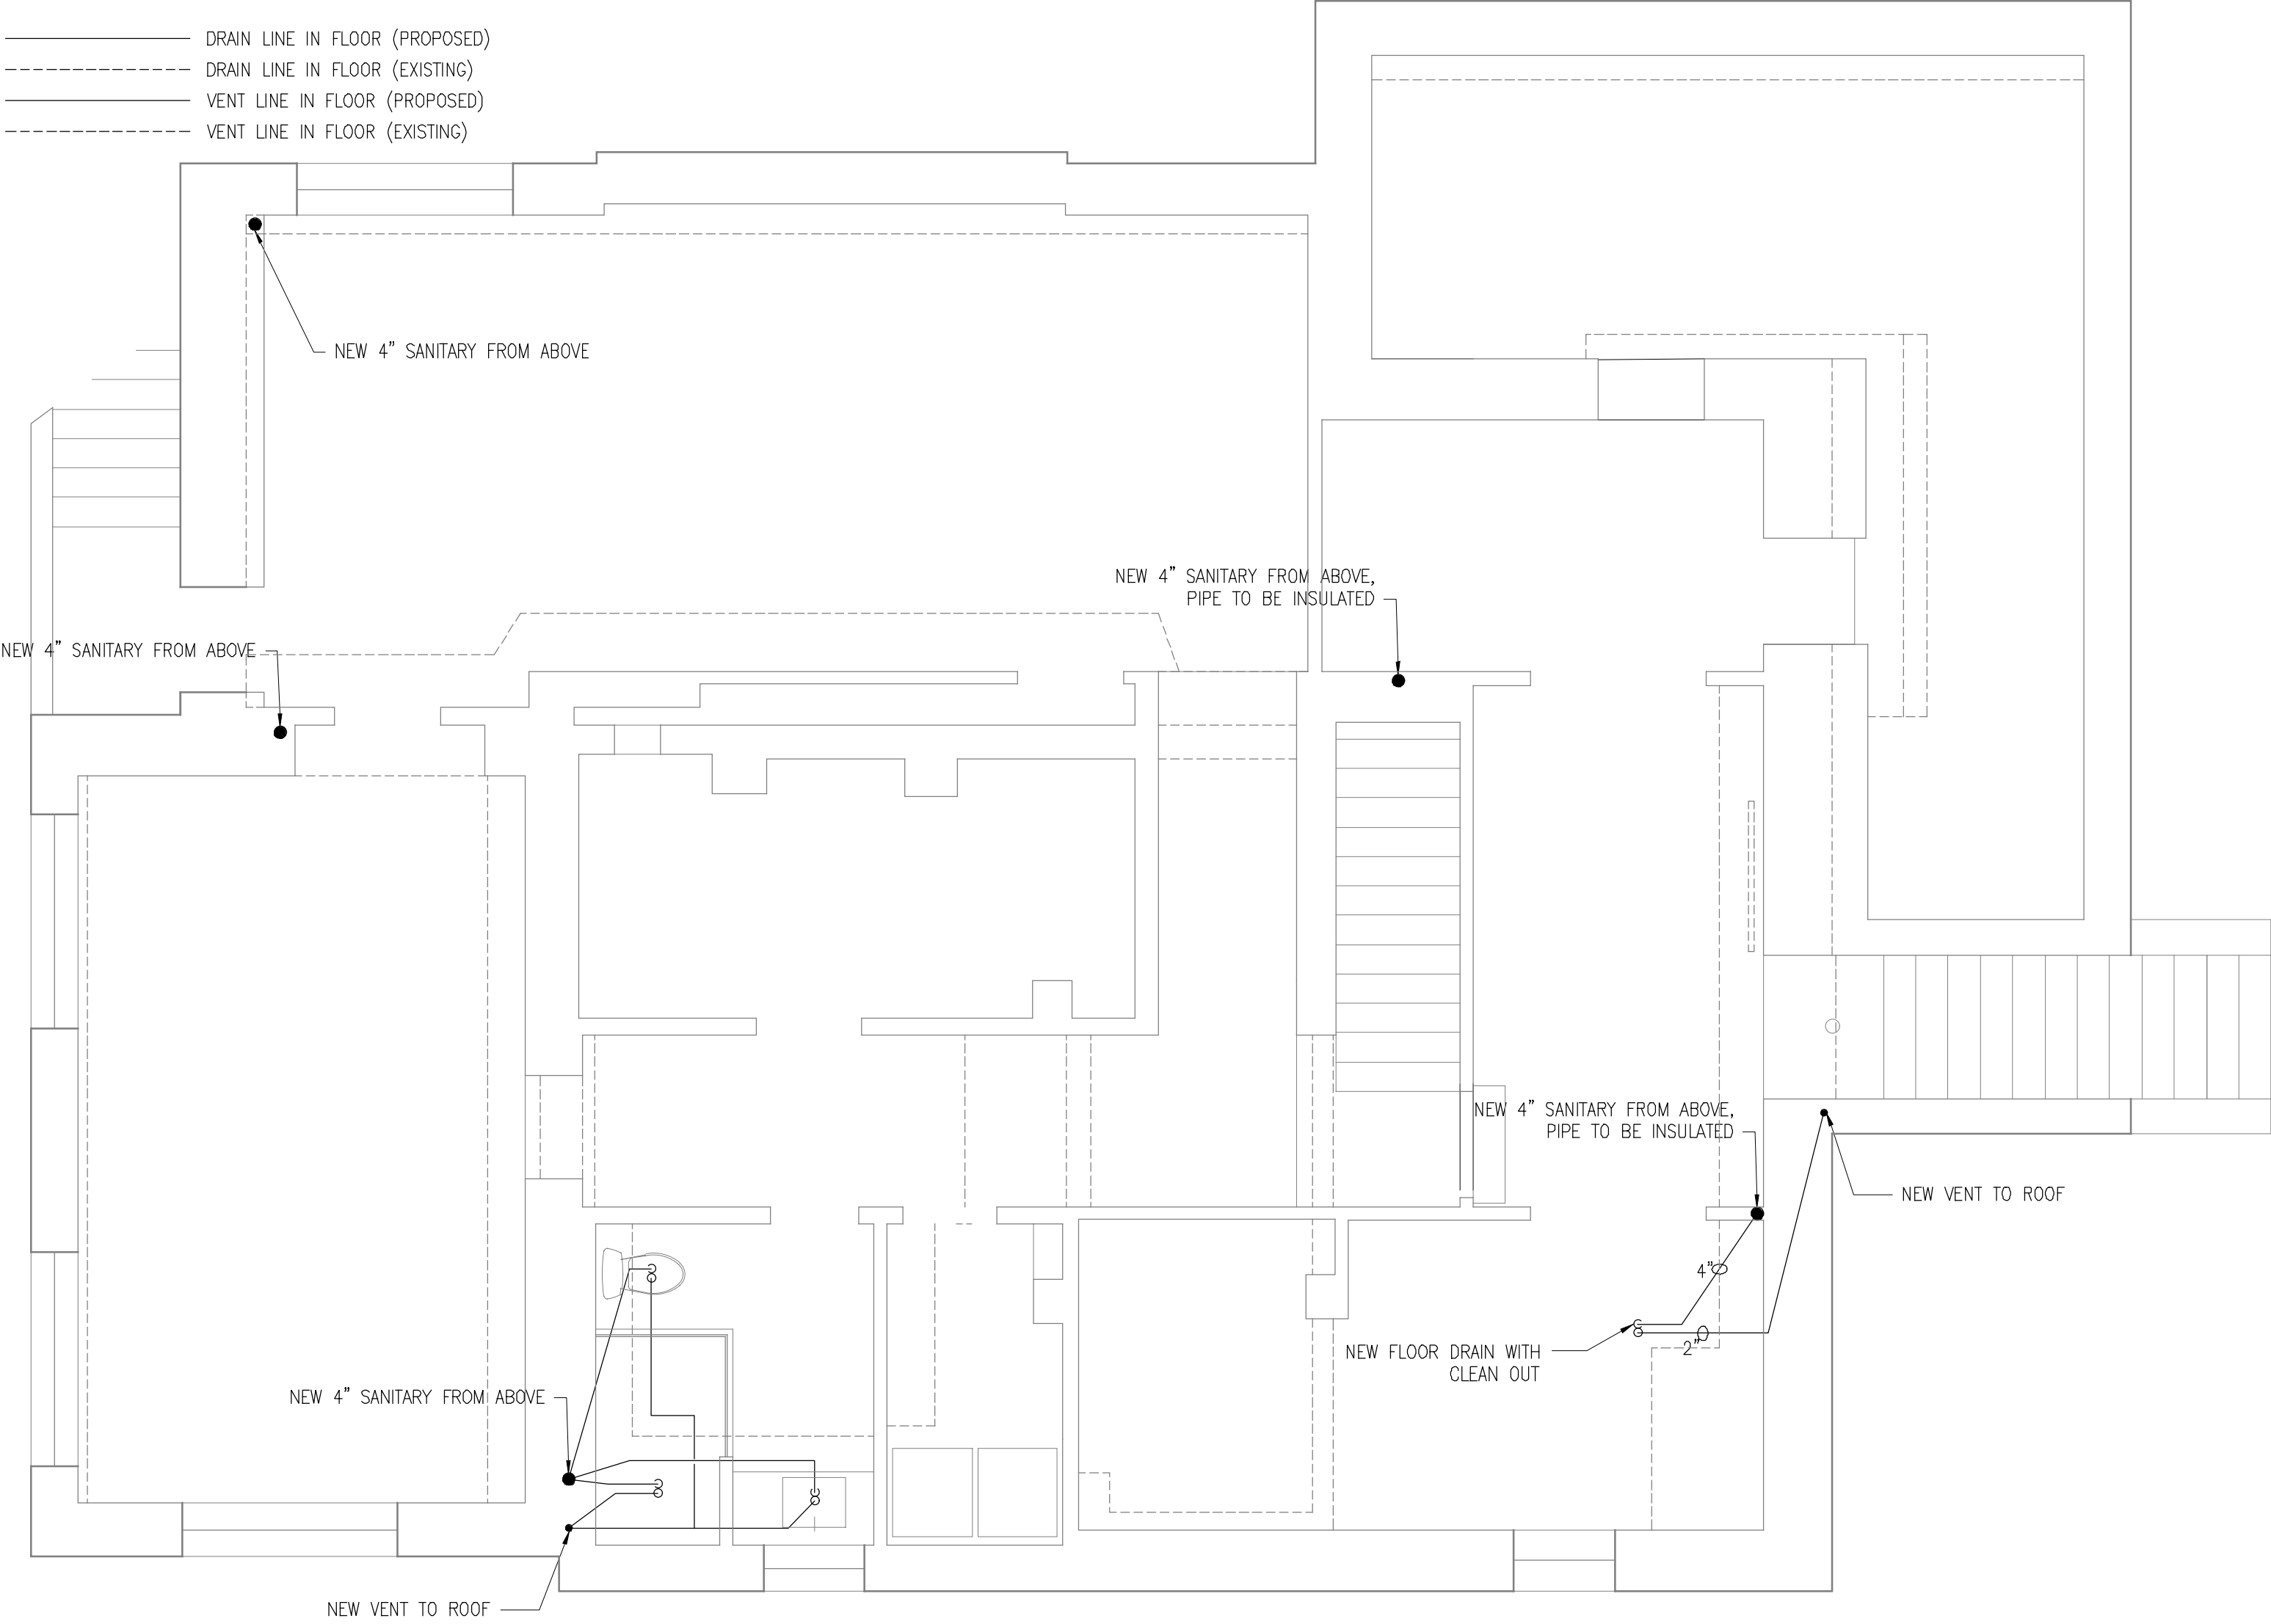 DRAIN LINE IN FLOOR (PROPOSED)
DRAIN LINE IN FLOOR (EXISTING)
VENT LINE IN FLOOR (PROPOSED)
VENT LINE IN FLOOR (EXISTING)
NEW 4" SANITARY FROM ABOVE
NEW 4" SANITARY FROM ABOVE,
PIPE TO BE INSULATED
NEW 4" SANITARY FROM ABOVE
NEW 4" SANITARY FROM ABOVE,
PIPE TO BE INSULATED
NEW VENT TO ROOF
4"
2"
NEW FLOOR DRAIN WITH
CLEAN OUT
NEW 4" SANITARY FROM ABOVE
NEW VENT TO ROOF